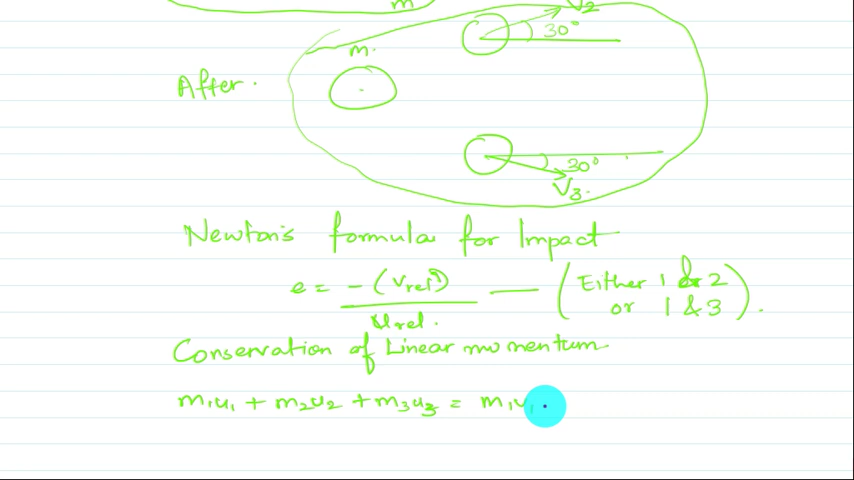 m
V2
30°
m.
After.
30°
V3.
Newton's formula for Impact
e = -(Vrel) / Urel. — (Either 1 & 2 or 1 & 3).
Conservation of Linear momentum
m1u1 + m2u2 + m3u3 = m1v1